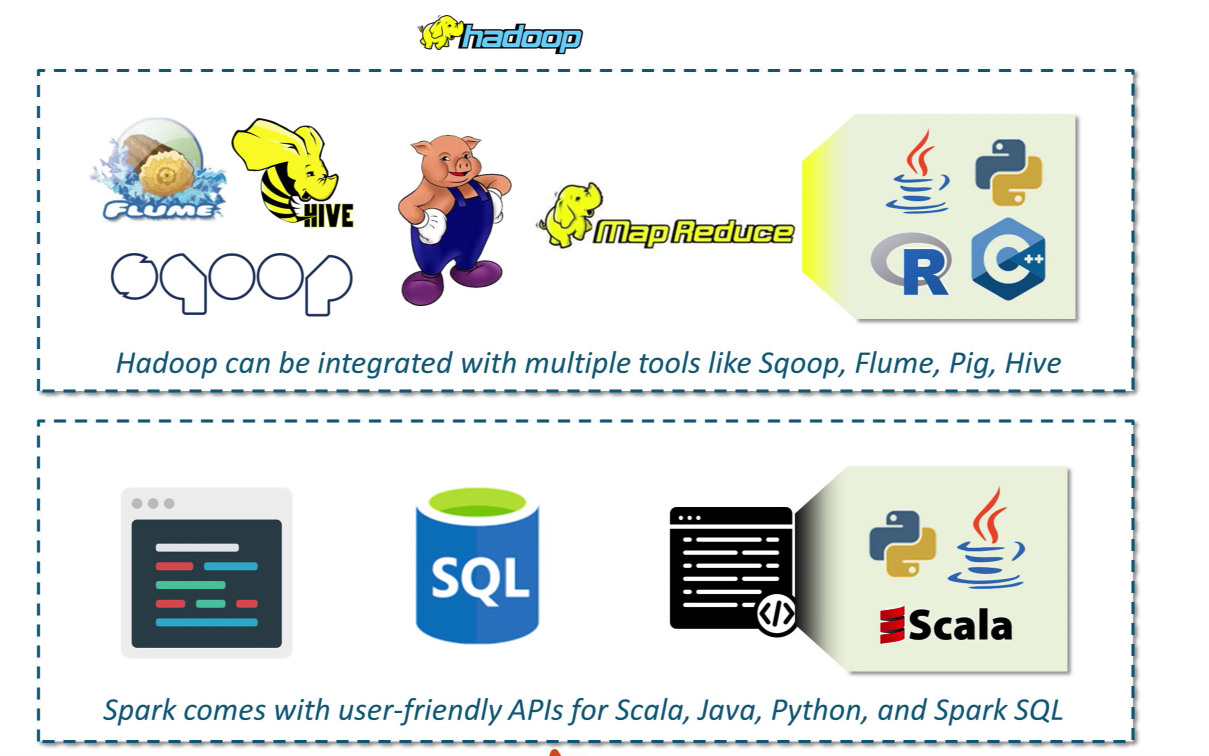 hadoop
FLUME
HIVE
sqoop
Map Reduce
R
C++
Hadoop can be integrated with multiple tools like Sqoop, Flume, Pig, Hive
SQL
</>
Scala
Spark comes with user-friendly APIs for Scala, Java, Python, and Spark SQL